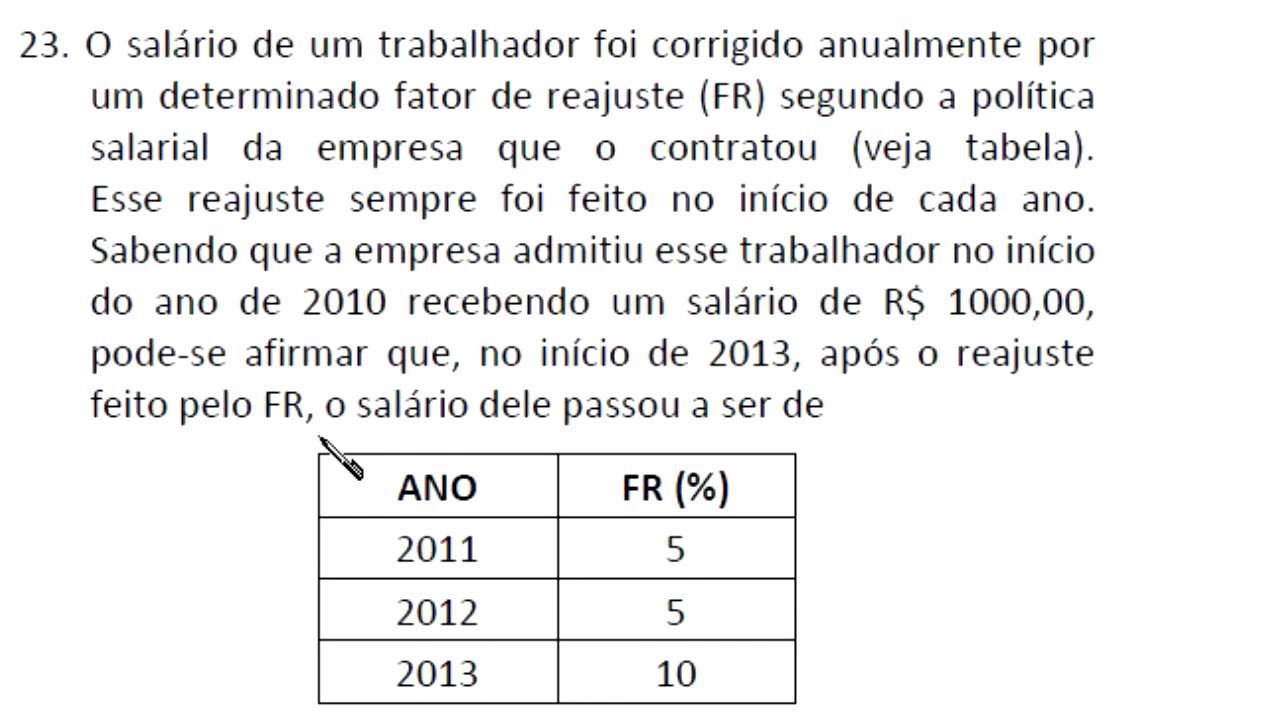 23. O salário de um trabalhador foi corrigido anualmente por
um determinado fator de reajuste (FR) segundo a política
salarial da empresa que o contratou (veja tabela).
Esse reajuste sempre foi feito no início de cada ano.
Sabendo que a empresa admitiu esse trabalhador no início
do ano de 2010 recebendo um salário de R$ 1000,00,
pode-se afirmar que, no início de 2013, após o reajuste
feito pelo FR, o salário dele passou a ser de
ANO FR (%)
2011 5
2012 5
2013 10